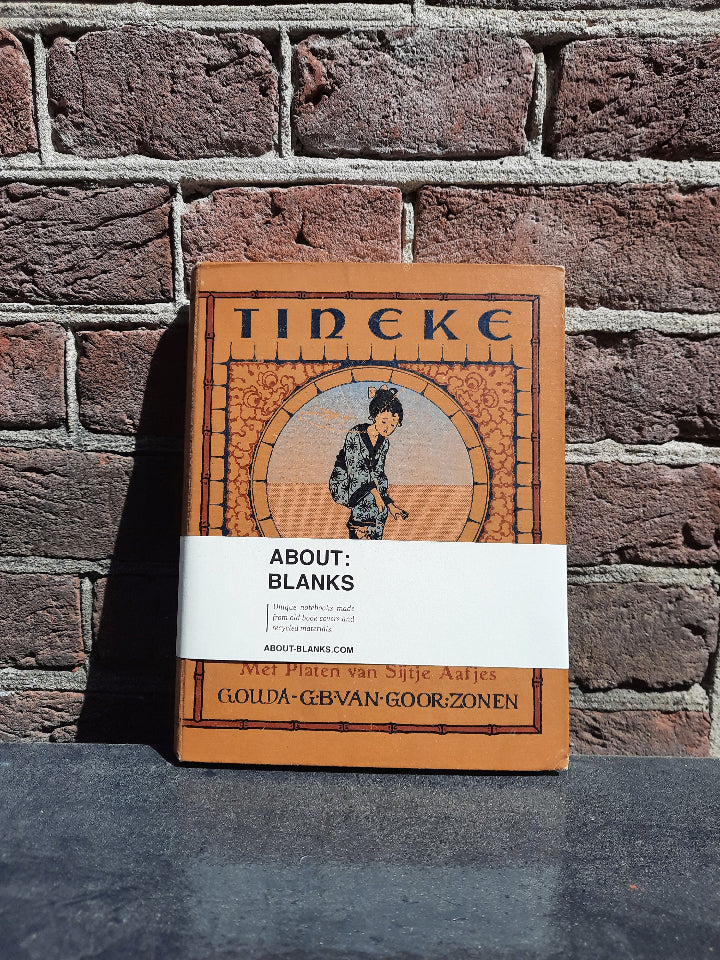 TINEKE
ABOUT:
BLANKS
Unique notebooks made
from old book covers and
recycled materials.
ABOUT-BLANKS.COM
Met Platen van Sijtje Aafjes
GOUDA-G:B:VAN·GOOR:ZONEN